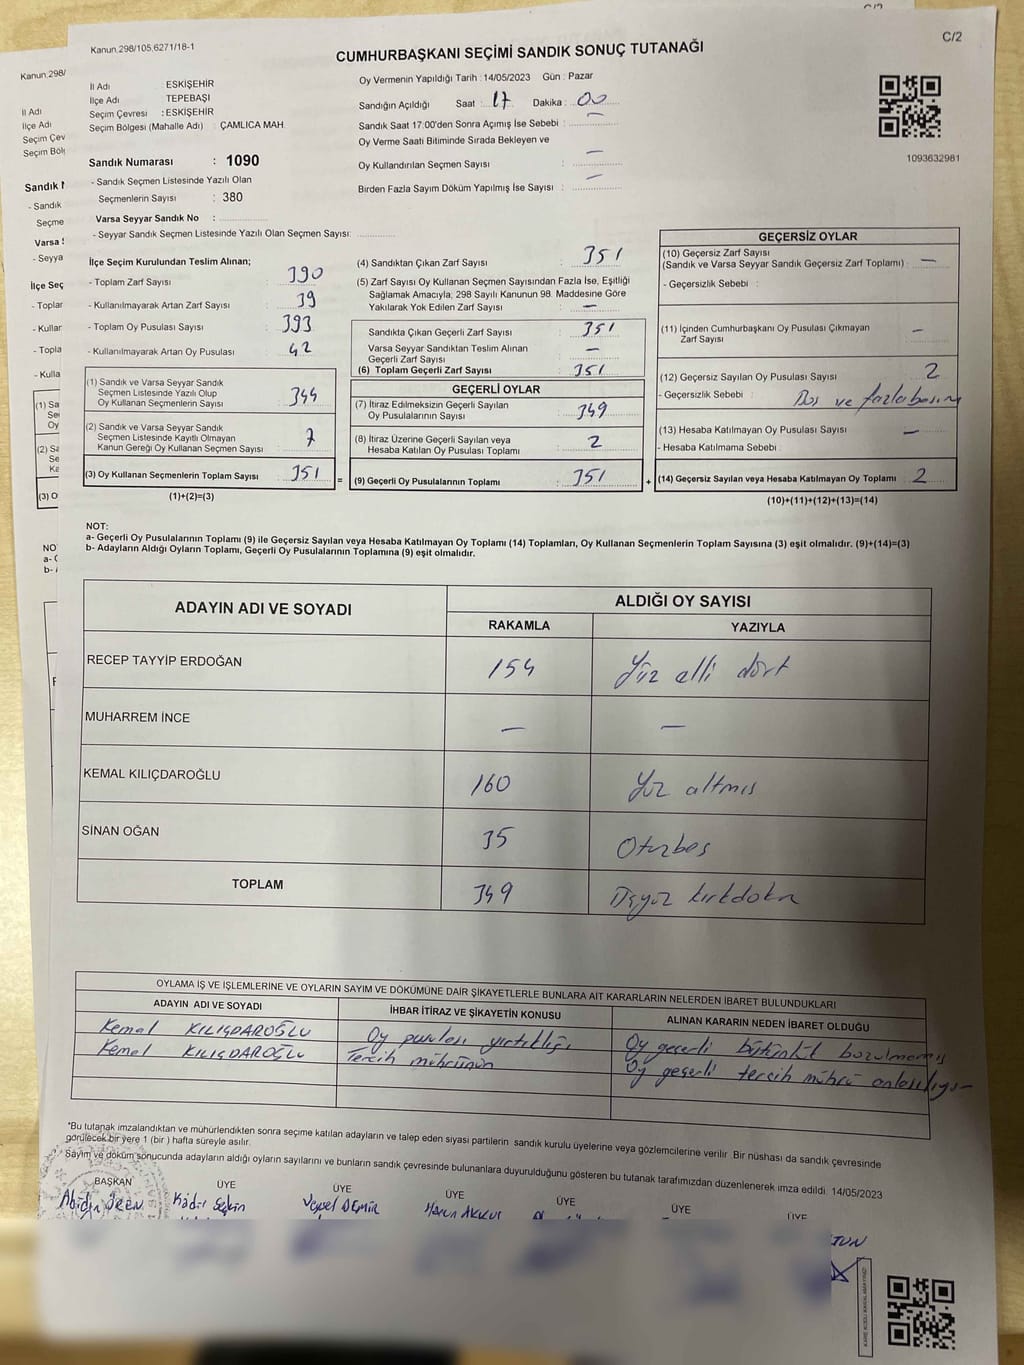 C/2
Kanun.298/105,6271/18-1
CUMHURBAŞKANI SEÇİMİ SANDIK SONUÇ TUTANAĞI
İl Adı : ESKİŞEHİR
İlçe Adı : TEPEBAŞI
Seçim Çevresi : ESKİŞEHİR
Seçim Bölgesi (Mahalle Adı) : ÇAMLICA MAH.
Sandık Numarası : 1090
- Sandık Seçmen Listesinde Yazılı Olan
Seçmenlerin Sayısı : 380
Varsa Seyyar Sandık No :
- Seyyar Sandık Seçmen Listesinde Yazılı Olan Seçmen Sayısı:
Oy Vermenin Yapıldığı Tarih : 14/05/2023 Gün : Pazar
Sandığın Açıldığı Saat : 17 Dakika : 00
Sandık Saat 17:00'den Sonra Açımış İse Sebebi : —
Oy Verme Saati Bitiminde Sırada Bekleyen ve
Oy Kullandırılan Seçmen Sayısı : —
Birden Fazla Sayım Döküm Yapılmış İse Sayısı : —
1093632981
İlçe Seçim Kurulundan Teslim Alınan;
- Toplam Zarf Sayısı : 390
- Kullanılmayarak Artan Zarf Sayısı : 39
- Toplam Oy Pusulası Sayısı : 393
- Kullanılmayarak Artan Oy Pusulası : 42
(1) Sandık ve Varsa Seyyar Sandık
Seçmen Listesinde Yazılı Olup
Oy Kullanan Seçmenlerin Sayısı : 344
(2) Sandık ve Varsa Seyyar Sandık
Seçmen Listesinde Kayıtlı Olmayan
Kanun Gereği Oy Kullanan Seçmen Sayısı : 7
(3) Oy Kullanan Seçmenlerin Toplam Sayısı : 351
(1)+(2)=(3)
(4) Sandıktan Çıkan Zarf Sayısı : 351
(5) Zarf Sayısı Oy Kullanan Seçmen Sayısından Fazla İse, Eşitliği
Sağlamak Amacıyla, 298 Sayılı Kanunun 98. Maddesine Göre
Yakılarak Yok Edilen Zarf Sayısı : —
Sandıkta Çıkan Geçerli Zarf Sayısı : 351
Varsa Seyyar Sandıktan Teslim Alınan
Geçerli Zarf Sayısı : —
(6) Toplam Geçerli Zarf Sayısı : 351
GEÇERLİ OYLAR
(7) İtiraz Edilmeksizin Geçerli Sayılan
Oy Pusulalarının Sayısı : 349
(8) İtiraz Üzerine Geçerli Sayılan veya
Hesaba Katılan Oy Pusulası Toplamı : 2
= (9) Geçerli Oy Pusulalarının Toplamı : 351
GEÇERSİZ OYLAR
(10) Geçersiz Zarf Sayısı
(Sandık ve Varsa Seyyar Sandık Geçersiz Zarf Toplamı) : —
- Geçersizlik Sebebi :
(11) İçinden Cumhurbaşkanı Oy Pusulası Çıkmayan
Zarf Sayısı : —
(12) Geçersiz Sayılan Oy Pusulası Sayısı : 2
- Geçersizlik Sebebi : Boş ve fazla basım
(13) Hesaba Katılmayan Oy Pusulası Sayısı : —
- Hesaba Katılmama Sebebi :
+ (14) Geçersiz Sayılan veya Hesaba Katılmayan Oy Toplamı : 2
(10)+(11)+(12)+(13)=(14)
NOT:
a- Geçerli Oy Pusulalarının Toplamı (9) ile Geçersiz Sayılan veya Hesaba Katılmayan Oy Toplamı (14) Toplamları, Oy Kullanan Seçmenlerin Toplam Sayısına (3) eşit olmalıdır. (9)+(14)=(3)
b- Adayların Aldığı Oyların Toplamı, Geçerli Oy Pusulalarının Toplamına (9) eşit olmalıdır.
ADAYIN ADI VE SOYADI ALDIĞI OY SAYISI
RAKAMLA YAZIYLA
RECEP TAYYİP ERDOĞAN 154 Yüz elli dört
MUHARREM İNCE — —
KEMAL KILIÇDAROĞLU 160 Yüz altmış
SİNAN OĞAN 35 Otuzbeş
TOPLAM 349 Üçyüz kırkdokuz
OYLAMA İŞ VE İŞLEMLERİNE VE OYLARIN SAYIM VE DÖKÜMÜNE DAİR ŞİKAYETLERLE BUNLARA AİT KARARLARIN NELERDEN İBARET BULUNDUKLARI
ADAYIN ADI VE SOYADI İHBAR İTİRAZ VE ŞİKAYETİN KONUSU ALINAN KARARIN NEDEN İBARET OLDUĞU
Kemal KILIÇDAROĞLU Oy pusulası yırtıklığı Oy geçerli bütünlük bozulmamış
Kemal KILIÇDAROĞLU Tercih mührünün Oy geçerli tercih mührü anlaşılıyor
*Bu tutanak imzalandıktan ve mühürlendikten sonra seçime katılan adayların ve talep eden siyasi partilerin sandık kurulu üyelerine veya gözlemcilerine verilir. Bir nüshası da sandık çevresinde
görülecek bir yere 1 (bir ) hafta süreyle asılır.
Sayım ve döküm sonucunda adayların aldığı oyların sayılarını ve bunların sandık çevresinde bulunanlara duyurulduğunu gösteren bu tutanak tarafımızdan düzenlenerek imza edildi. 14/05/2023
BAŞKAN ÜYE ÜYE ÜYE ÜYE ÜYE ÜYE
Kadir Seçkin Veysel DEMİR Harun AKKUŞ